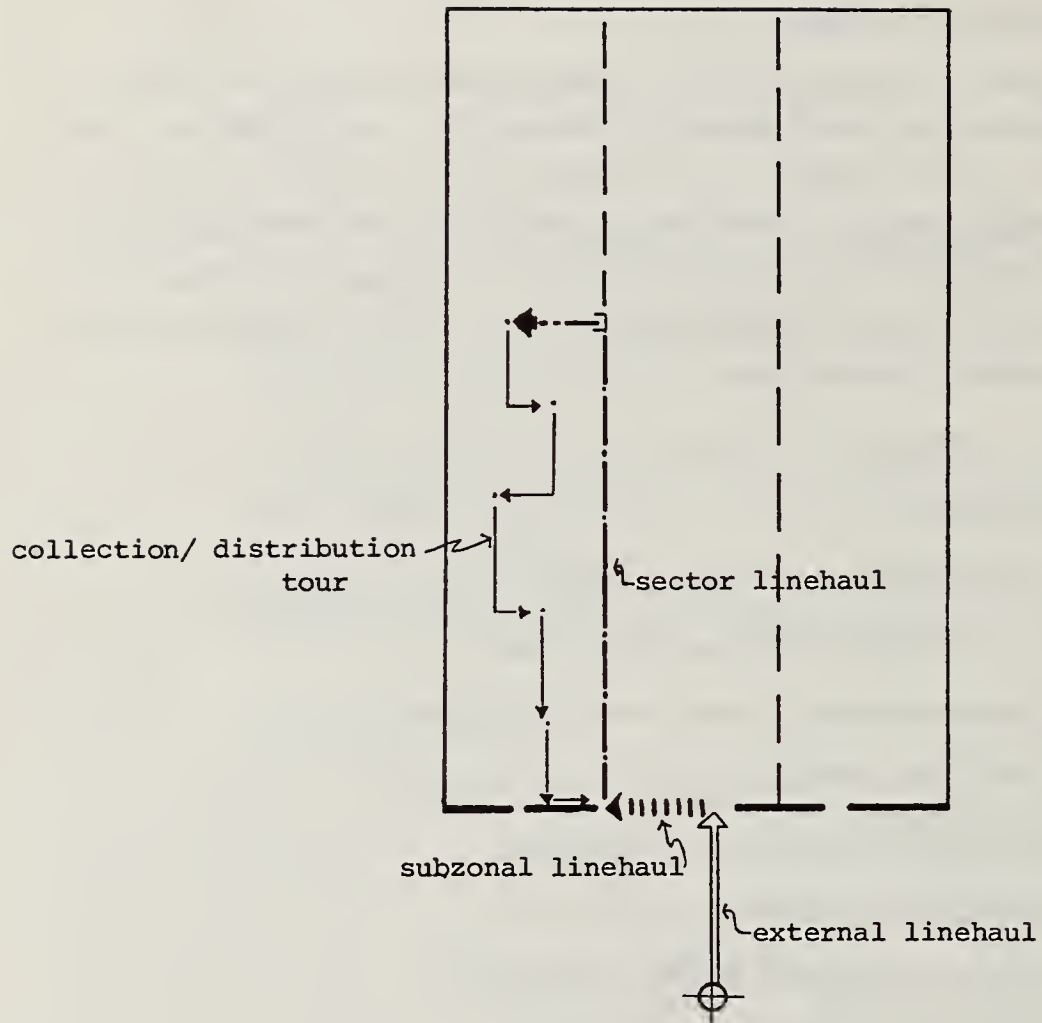 collection/ distribution
tour
sector linehaul
subzonal linehaul
external linehaul